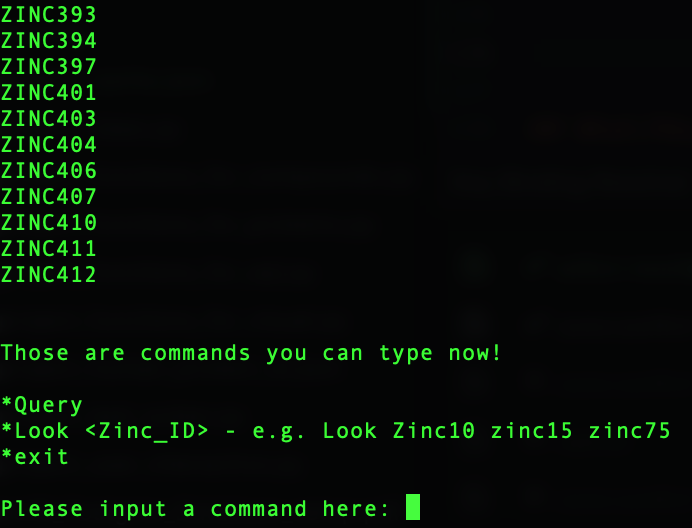 ZINC393
ZINC394
ZINC397
ZINC401
ZINC403
ZINC404
ZINC406
ZINC407
ZINC410
ZINC411
ZINC412
Those are commands you can type now!
*Query
*Look <Zinc_ID> - e.g. Look Zinc10 zinc15 zinc75
*exit
Please input a command here: